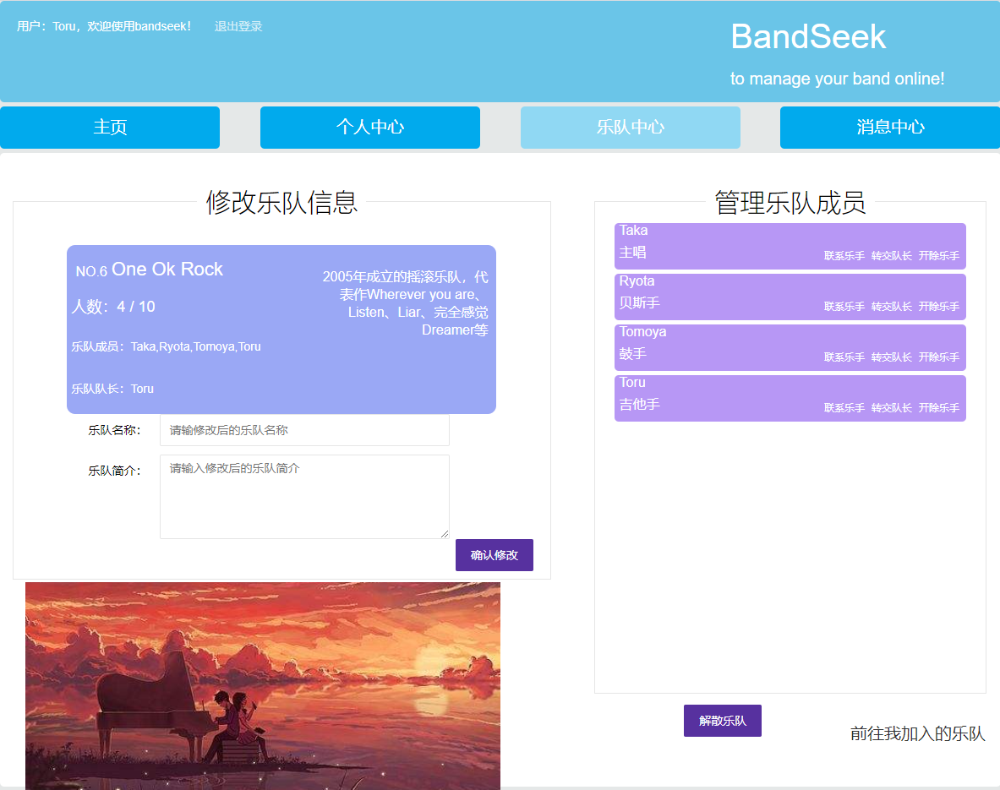 用户：Toru，欢迎使用bandseek！ 退出登录
BandSeek
to manage your band online!
主页 个人中心 乐队中心 消息中心
修改乐队信息
NO.6 One Ok Rock
人数：4 / 10
乐队成员：Taka,Ryota,Tomoya,Toru
乐队队长：Toru
2005年成立的摇滚乐队，代
表作Wherever you are、
Listen、Liar、完全感觉
Dreamer等
乐队名称： 请输修改后的乐队名称
乐队简介： 请输入修改后的乐队简介
确认修改
管理乐队成员
Taka
主唱 联系乐手 转交队长 开除乐手
Ryota
贝斯手 联系乐手 转交队长 开除乐手
Tomoya
鼓手 联系乐手 转交队长 开除乐手
Toru
吉他手 联系乐手 转交队长 开除乐手
解散乐队
前往我加入的乐队